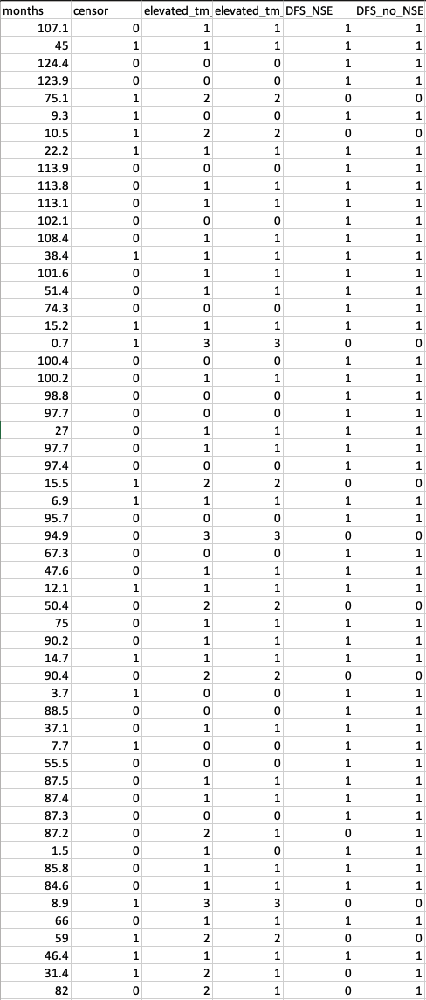 months censor elevated_tm_ elevated_tm_ DFS_NSE DFS_no_NSE
107.1 0 1 1 1 1
45 1 1 1 1 1
124.4 0 0 0 1 1
123.9 0 0 0 1 1
75.1 1 2 2 0 0
9.3 1 0 0 1 1
10.5 1 2 2 0 0
22.2 1 1 1 1 1
113.9 0 0 0 1 1
113.8 0 1 1 1 1
113.1 0 1 1 1 1
102.1 0 0 0 1 1
108.4 0 1 1 1 1
38.4 1 1 1 1 1
101.6 0 1 1 1 1
51.4 0 1 1 1 1
74.3 0 0 0 1 1
15.2 1 1 1 1 1
0.7 1 3 3 0 0
100.4 0 0 0 1 1
100.2 0 1 1 1 1
98.8 0 0 0 1 1
97.7 0 0 0 1 1
27 0 1 1 1 1
97.7 0 1 1 1 1
97.4 0 0 0 1 1
15.5 1 2 2 0 0
6.9 1 1 1 1 1
95.7 0 0 0 1 1
94.9 0 3 3 0 0
67.3 0 0 0 1 1
47.6 0 1 1 1 1
12.1 1 1 1 1 1
50.4 0 2 2 0 0
75 0 1 1 1 1
90.2 0 1 1 1 1
14.7 1 1 1 1 1
90.4 0 2 2 0 0
3.7 1 0 0 1 1
88.5 0 0 0 1 1
37.1 0 1 1 1 1
7.7 1 0 0 1 1
55.5 0 0 0 1 1
87.5 0 1 1 1 1
87.4 0 1 1 1 1
87.3 0 0 0 1 1
87.2 0 2 1 0 1
1.5 0 1 0 1 1
85.8 0 1 1 1 1
84.6 0 1 1 1 1
8.9 1 3 3 0 0
66 0 1 1 1 1
59 1 2 2 0 0
46.4 1 1 1 1 1
31.4 1 2 1 0 1
82 0 2 1 0 1